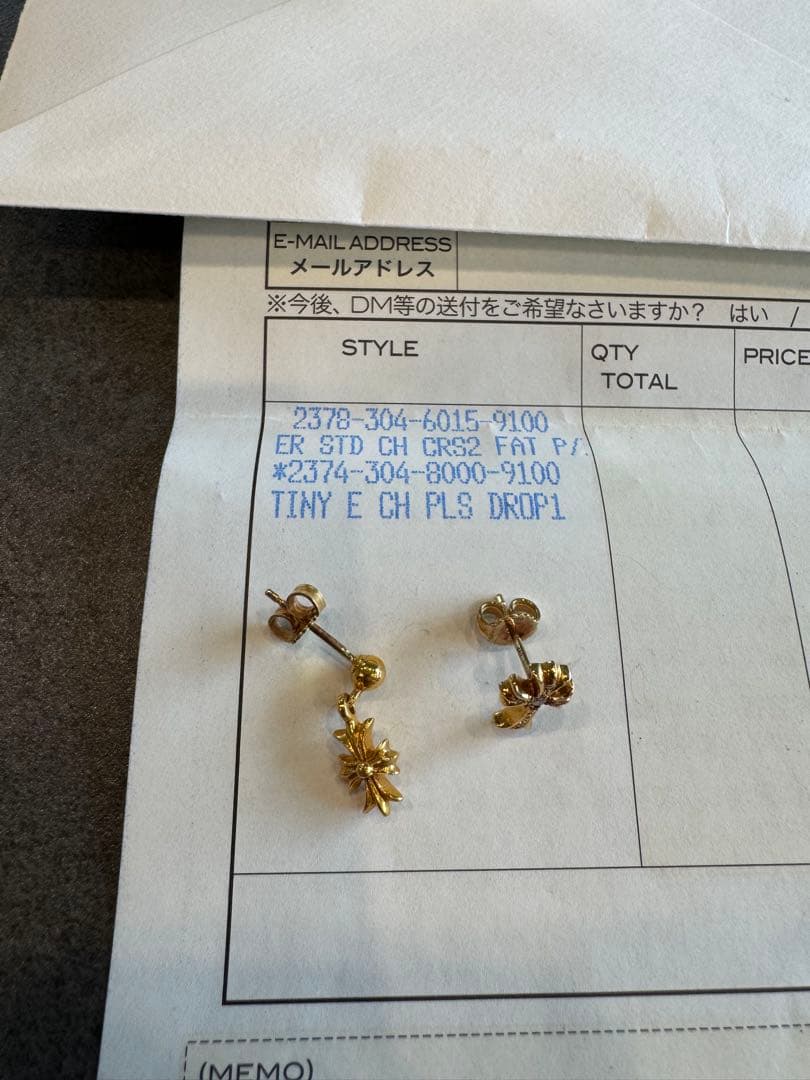 E-MAIL ADDRESS
メールアドレス
※今後、DM等の送付をご希望なさいますか？ はい /
STYLE
QTY
TOTAL
PRICE
2378-304-6015-9100
ER STD CH CRS2 FAT P/
*2374-304-8000-9100
TINY E CH PLS DROP1
(MEMO)